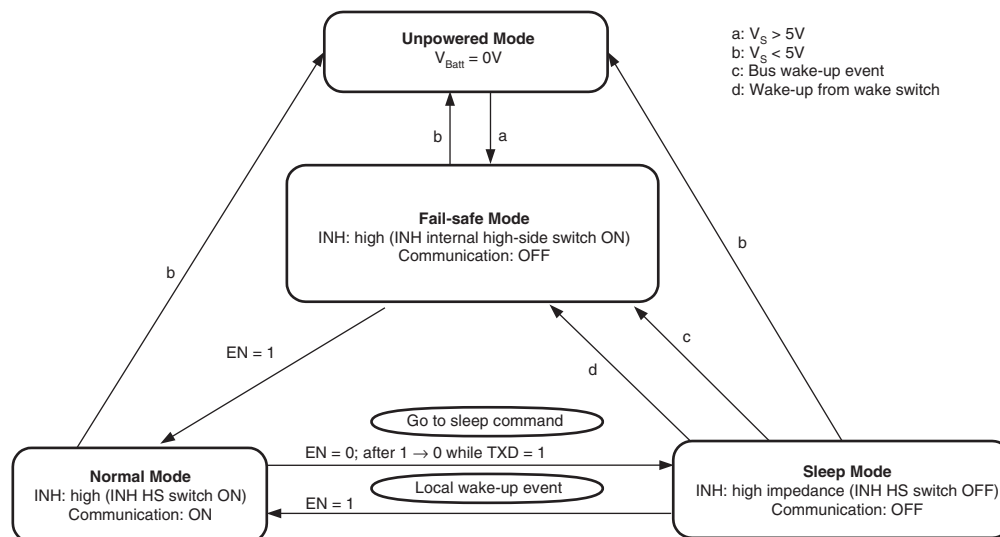 Unpowered Mode
V_Batt = 0V
a: V_S > 5V
b: V_S < 5V
c: Bus wake-up event
d: Wake-up from wake switch
b
a
Fail-safe Mode
INH: high (INH internal high-side switch ON)
Communication: OFF
b
b
EN = 1
d
c
Go to sleep command
EN = 0; after 1 → 0 while TXD = 1
Local wake-up event
EN = 1
Normal Mode
INH: high (INH HS switch ON)
Communication: ON
Sleep Mode
INH: high impedance (INH HS switch OFF)
Communication: OFF